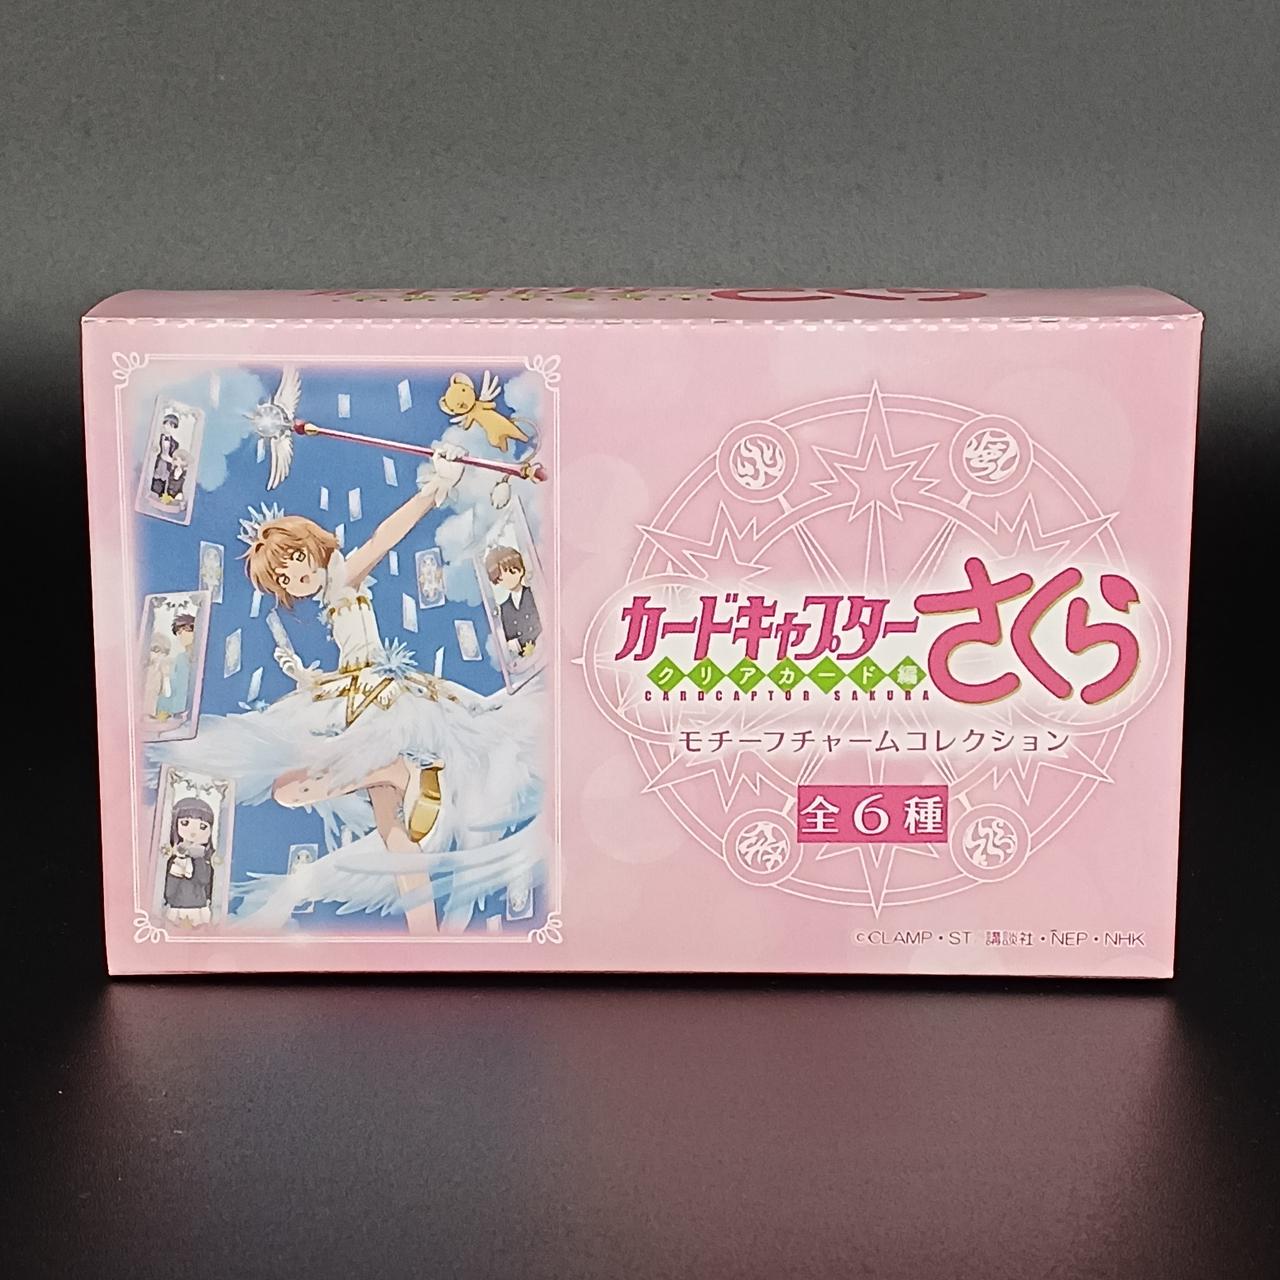 カードキャプターさくら
クリアカード編
CARDCAPTOR SAKURA
モチーフチャームコレクション
全6種
©CLAMP・ST 講談社・NEP・NHK